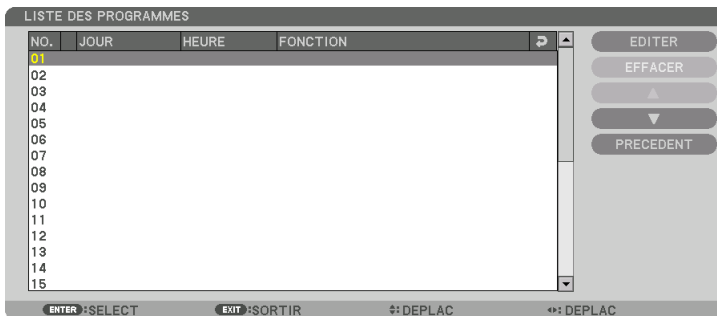 LISTE DES PROGRAMMES
NO. JOUR HEURE FONCTION
EDITER
01
EFFACER
02
03
04
05
06
PRECEDENT
07
08
09
10
11
12
13
14
15
ENTER :SELECT EXIT :SORTIR :DEPLAC :DEPLAC